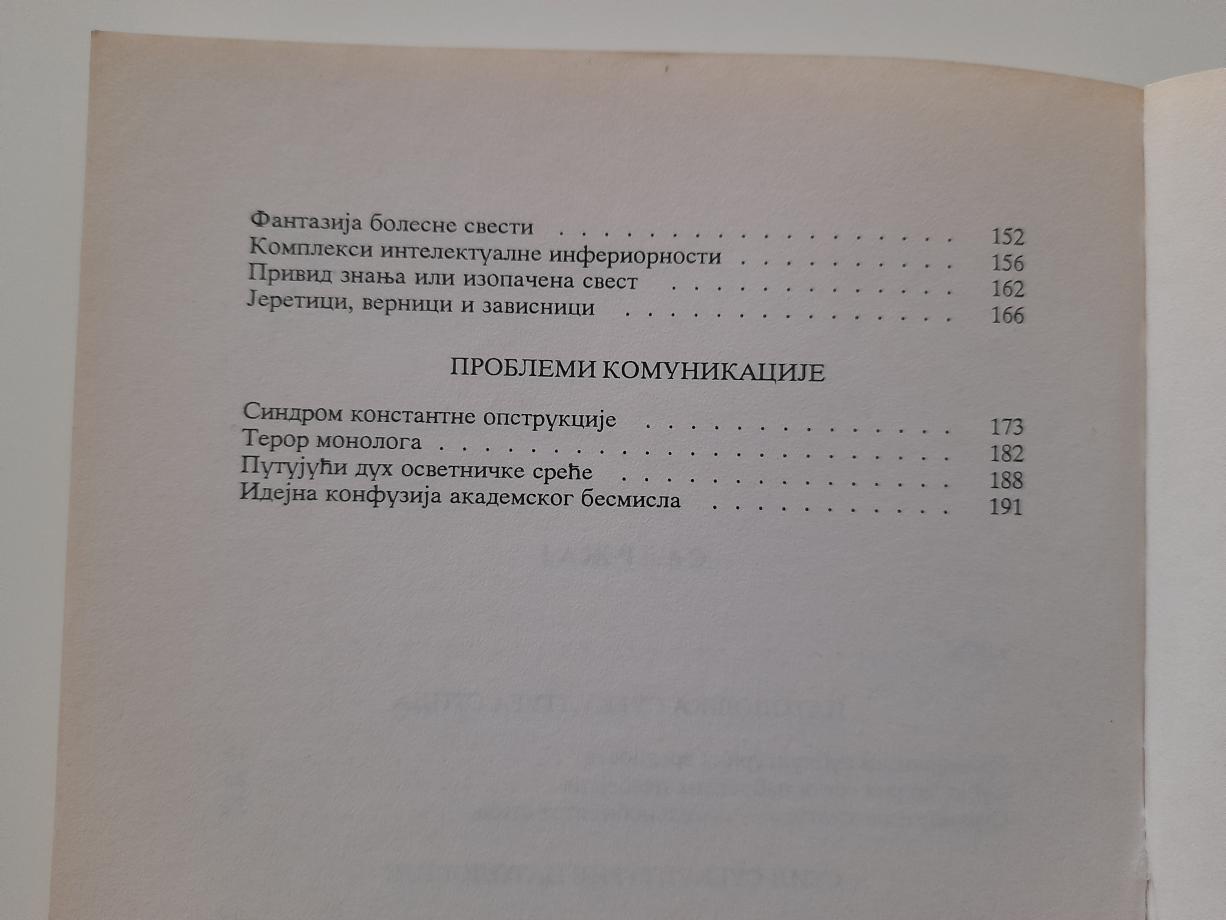 Фантазија болесне свести . . . . . . . . . . . . . . . . . . 152
Комплекси интелектуалне инфериорности . . . . . . . . . . 156
Привид знања или изопачена свест . . . . . . . . . . . . . 162
Јеретици, верници и зависници . . . . . . . . . . . . . . . 166
ПРОБЛЕМИ КОМУНИКАЦИЈЕ
Синдром константне опструкције . . . . . . . . . . . . . . 173
Терор монолога . . . . . . . . . . . . . . . . . . . . . . . 182
Путујући дух осветничке среће . . . . . . . . . . . . . . . 188
Идејна конфузија академског бесмисла . . . . . . . . . . . 191